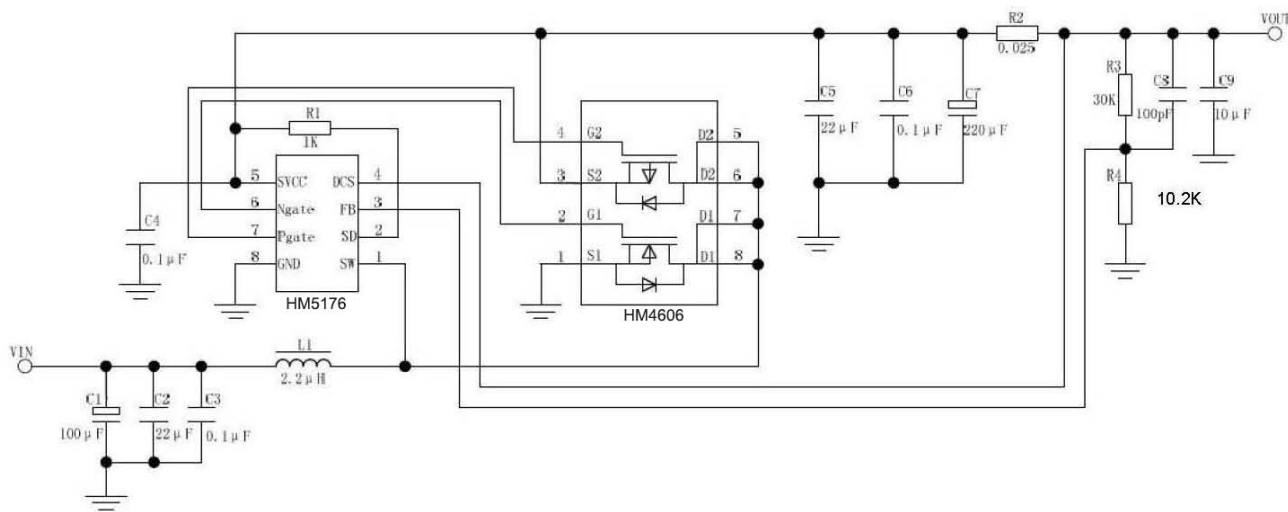 R2
VOUT
0.025
R3
C8
C9
30K
100pF
10μF
C5
C6
C7
22μF
0.1μF
220μF
R1
1K
4 G2 D2 5
3 S2 D2 6
2 G1 D1 7
1 S1 D1 8
HM4606
5 SVCC DCS 4
6 Ngate FB 3
7 Pgate SD 2
8 GND SW 1
HM5176
C4
0.1μF
R4
10.2K
VIN
L1
2.2μH
C1
C2
C3
100μF
22μF
0.1μF